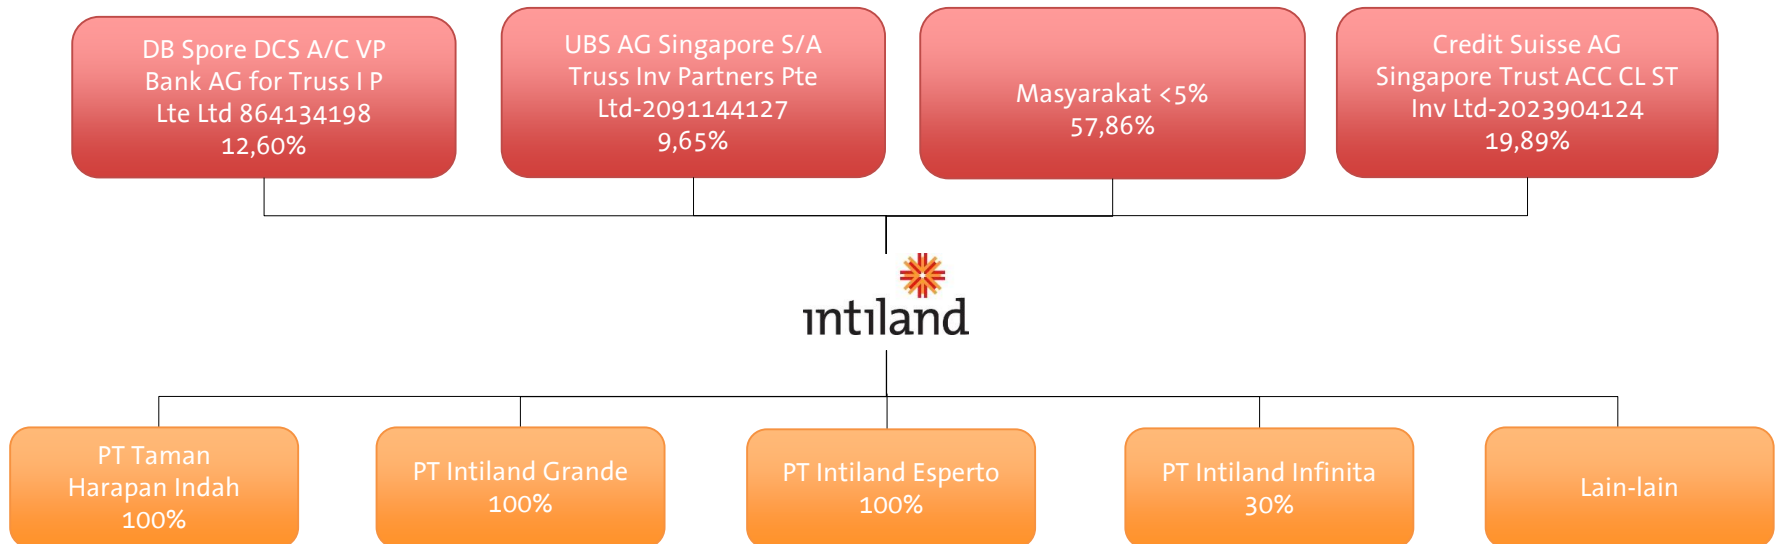 DB Spore DCS A/C VP
Bank AG for Truss I P
Lte Ltd 864134198
12,60%
UBS AG Singapore S/A
Truss Inv Partners Pte
Ltd-2091144127
9,65%
Masyarakat <5%
57,86%
Credit Suisse AG
Singapore Trust ACC CL ST
Inv Ltd-2023904124
19,89%
intiland
PT Taman
Harapan Indah
100%
PT Intiland Grande
100%
PT Intiland Esperto
100%
PT Intiland Infinita
30%
Lain-lain